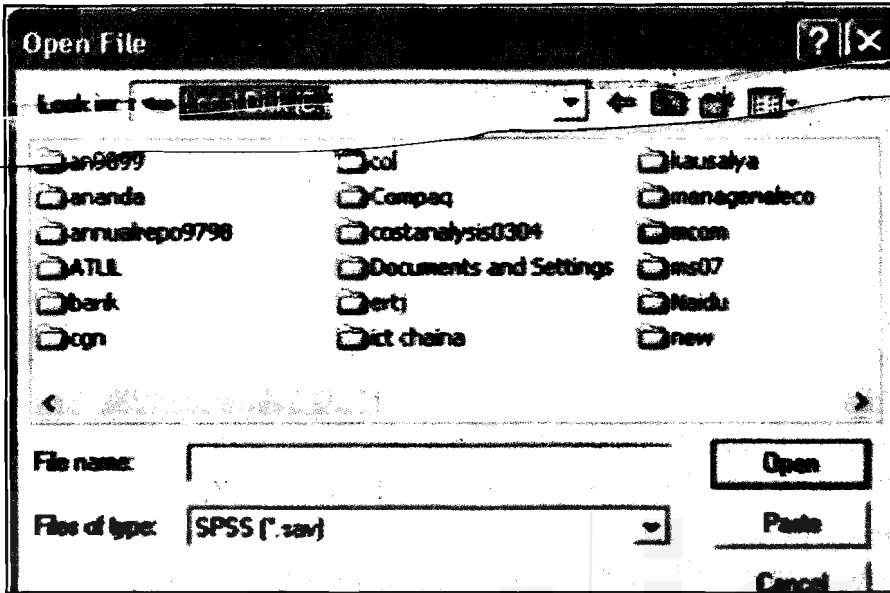 Open File
Look in:
an9899 col kausalya
ananda Compaq managenaleco
annualrepo9798 costanalysis0304 mcom
ATUL Documents and Settings ms07
bank ertj Naidu
cgn ict chaina new
File name: Open
Files of type: SPSS (*.sav) Paste
Cancel